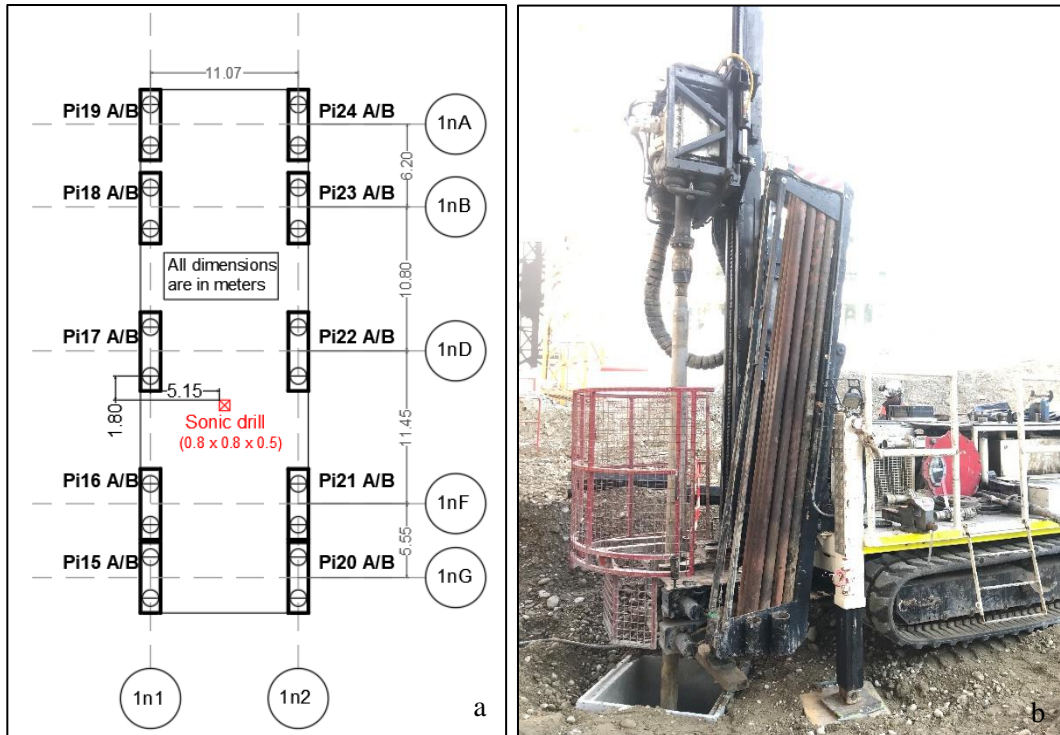 11.07
Pi19 A/B
Pi24 A/B
1nA
6.20
Pi18 A/B
Pi23 A/B
1nB
All dimensions
are in meters
10.80
Pi17 A/B
Pi22 A/B
1nD
5.15
1.80
Sonic drill
(0.8 x 0.8 x 0.5)
11.45
Pi16 A/B
Pi21 A/B
1nF
5.55
Pi15 A/B
Pi20 A/B
1nG
1n1
1n2
a
b